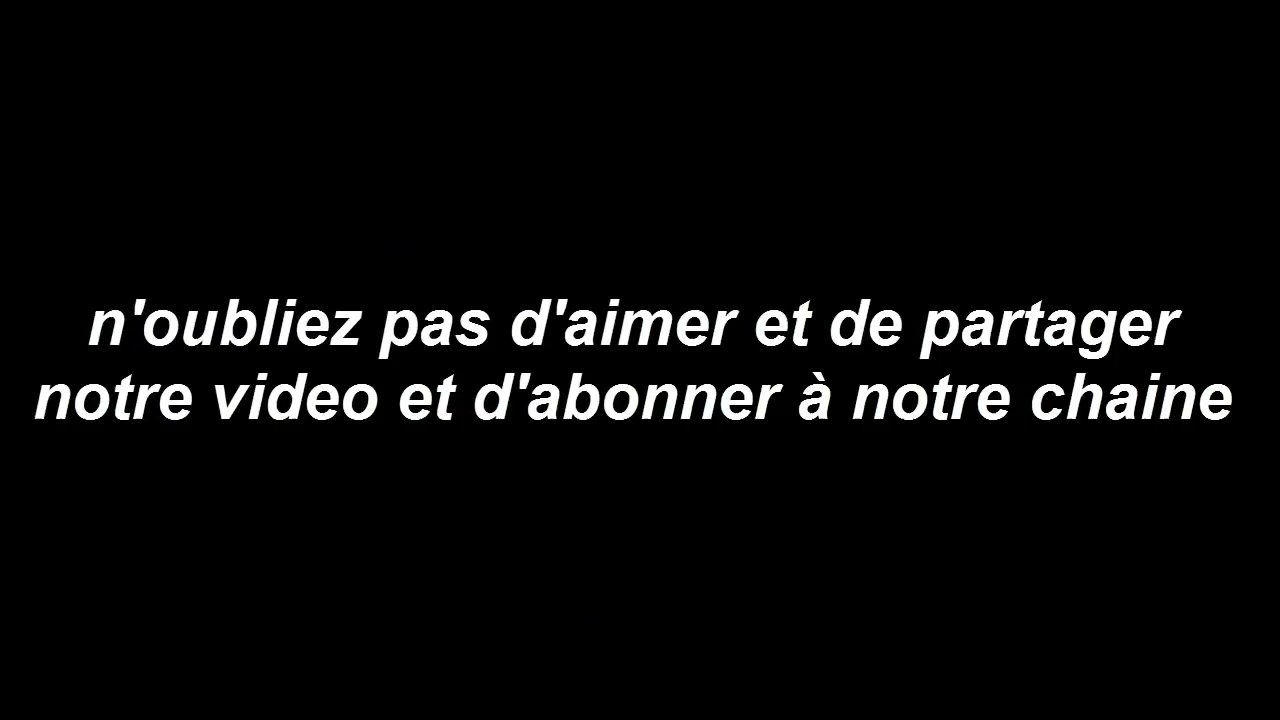 n'oubliez pas d'aimer et de partager
notre video et d'abonner à notre chaine